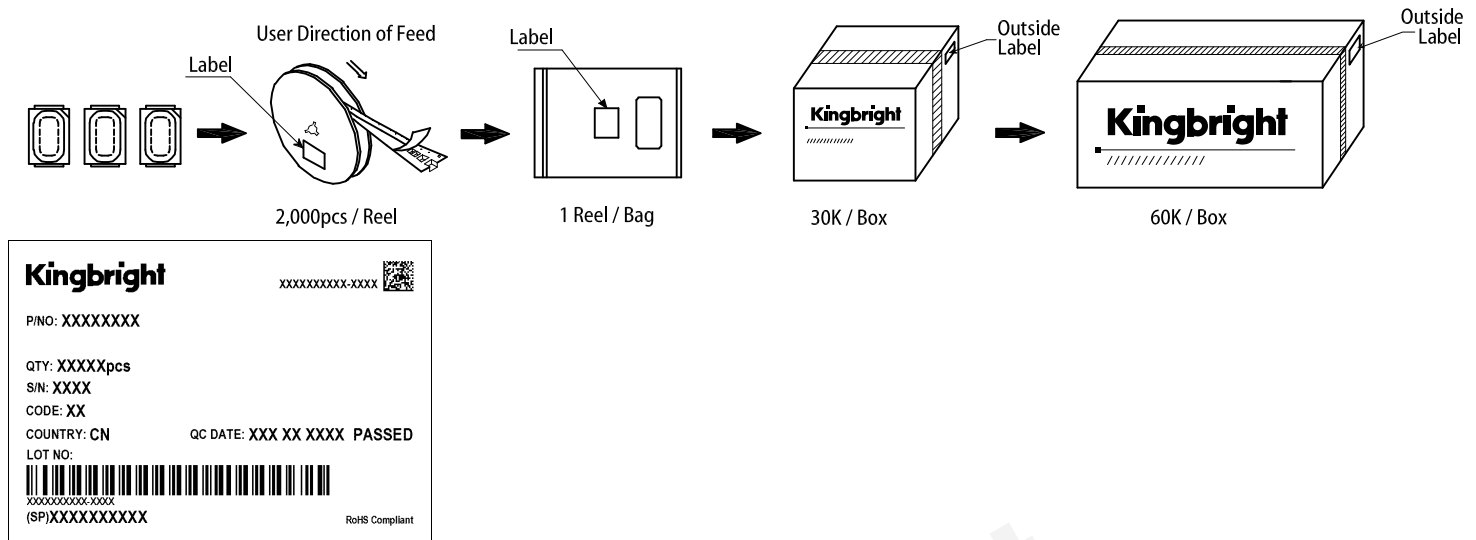 User Direction of Feed
Label
Label
Outside
Label
Outside
Label
Kingbright
Kingbright
2,000pcs / Reel
1 Reel / Bag
30K / Box
60K / Box
Kingbright
XXXXXXXXXX-XXXX
P/NO: XXXXXXXX
QTY: XXXXXpcs
S/N: XXXX
CODE: XX
COUNTRY: CN QC DATE: XXX XX XXXX PASSED
LOT NO:
XXXXXXXXXX-XXXX
(SP)XXXXXXXXXX RoHS Compliant